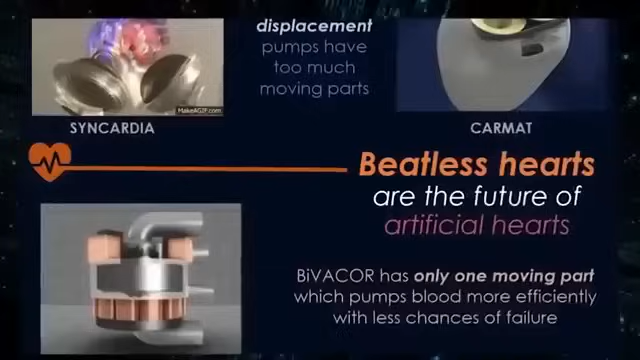 displacement
pumps have
too much
moving parts
MakeAGIF.com
SYNCARDIA
CARMAT
Beatless hearts
are the future of
artificial hearts
BiVACOR has only one moving part
which pumps blood more efficiently
with less chances of failure